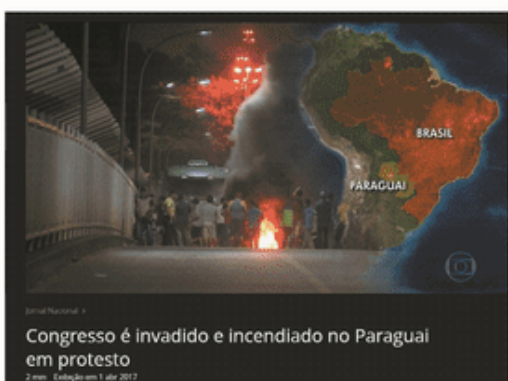 BRASIL
PARAGUAI
Jornal Nacional >
Congresso é invadido e incendiado no Paraguai
em protesto
2 min Exibição em 1 abr 2017